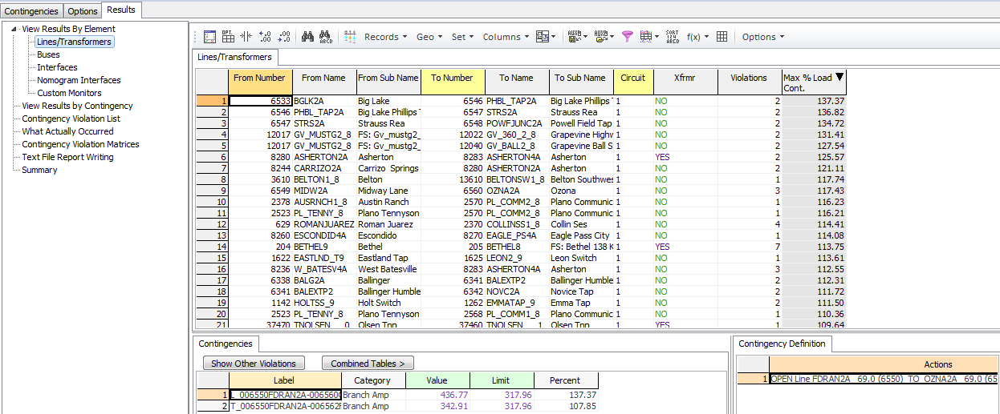 Contingencies Options Results
View Results By Element
Lines/Transformers
Buses
Interfaces
Nomogram Interfaces
Custom Monitors
View Results by Contingency
Contingency Violation List
What Actually Occurred
Contingency Violation Matrices
Text File Report Writing
Summary
Records Geo Set Columns f(x) Options
Lines/Transformers
From Number From Name From Sub Name To Number To Name To Sub Name Circuit Xfrmr Violations Max % Load Cont.
1 6533 BGLK2A Big Lake 6546 PHBL_TAP2A Big Lake Phillips 1 NO 2 137.37
2 6546 PHBL_TAP2A Big Lake Phillips 6547 STRS2A Strauss Rea 1 NO 2 136.82
3 6547 STRS2A Strauss Rea 6548 POWFJUNC2A Powell Field Tap 1 NO 2 134.72
4 12017 GV_MUSTG2_8 FS: Gv_mustg2_ 12022 GV_360_2_8 Grapevine Highw 1 NO 2 131.41
5 12017 GV_MUSTG2_8 FS: Gv_mustg2_ 12040 GV_BALL2_8 Grapevine Ball S 1 NO 2 127.54
6 8280 ASHERTON2A Asherton 8283 ASHERTON4A Asherton 1 YES 2 125.57
7 8244 CARRIZO2A Carrizo Springs 8280 ASHERTON2A Asherton 1 NO 2 121.11
8 3610 BELTON1_8 Belton 13610 BELTONSW1_8 Belton Southwes 1 NO 1 117.74
9 6549 MIDW2A Midway Lane 6560 OZNA2A Ozona 1 NO 3 117.43
10 2378 AUSRNCH1_8 Austin Ranch 2570 PL_COMM2_8 Plano Communic 1 NO 1 116.23
11 2523 PL_TENNY_8 Plano Tennyson 2570 PL_COMM2_8 Plano Communic 1 NO 1 116.21
12 629 ROMANJUAREZ Roman Juarez 2370 COLLINSS1_8 Collin Ses 1 NO 4 114.41
13 8260 ESCONDID4A Escondido 8270 EAGLE_PS4A Eagle Pass City 1 NO 1 114.08
14 204 BETHEL9 Bethel 205 BETHEL8 FS: Bethel 138 K 1 YES 7 113.75
15 1622 EASTLND_T9 Eastland Tap 1625 LEON2_9 Leon Switch 1 NO 1 113.61
16 8236 W_BATESV4A West Batesville 8283 ASHERTON4A Asherton 1 NO 3 112.55
17 6338 BALG2A Ballinger 6341 BALEXTP2 Ballinger Humble 1 NO 2 112.31
18 6341 BALEXTP2 Ballinger Humble 6342 NOVC2A Novice Tap 1 NO 2 111.72
19 1142 HOLTSS_9 Holt Switch 1262 EMMATAP_9 Emma Tap 1 NO 1 111.50
20 2523 PL_TENNY_8 Plano Tennyson 2568 PL_COMM1_8 Plano Communic 1 NO 1 110.36
21 37470 TNOLSEN__0 Olsen Tnp 37460 TNOLSEN__1 Olsen Tnp 1 YES 1 109.64
Contingencies
Show Other Violations Combined Tables >
Label Category Value Limit Percent
1 L_006550FDRAN2A-006560 Branch Amp 436.77 317.96 137.37
2 T_006550FDRAN2A-006562 Branch Amp 342.91 317.96 107.85
Contingency Definition
Actions
1 OPEN Line FDRAN2A 69.0 (6550) TO OZNA2A 69.0 (65